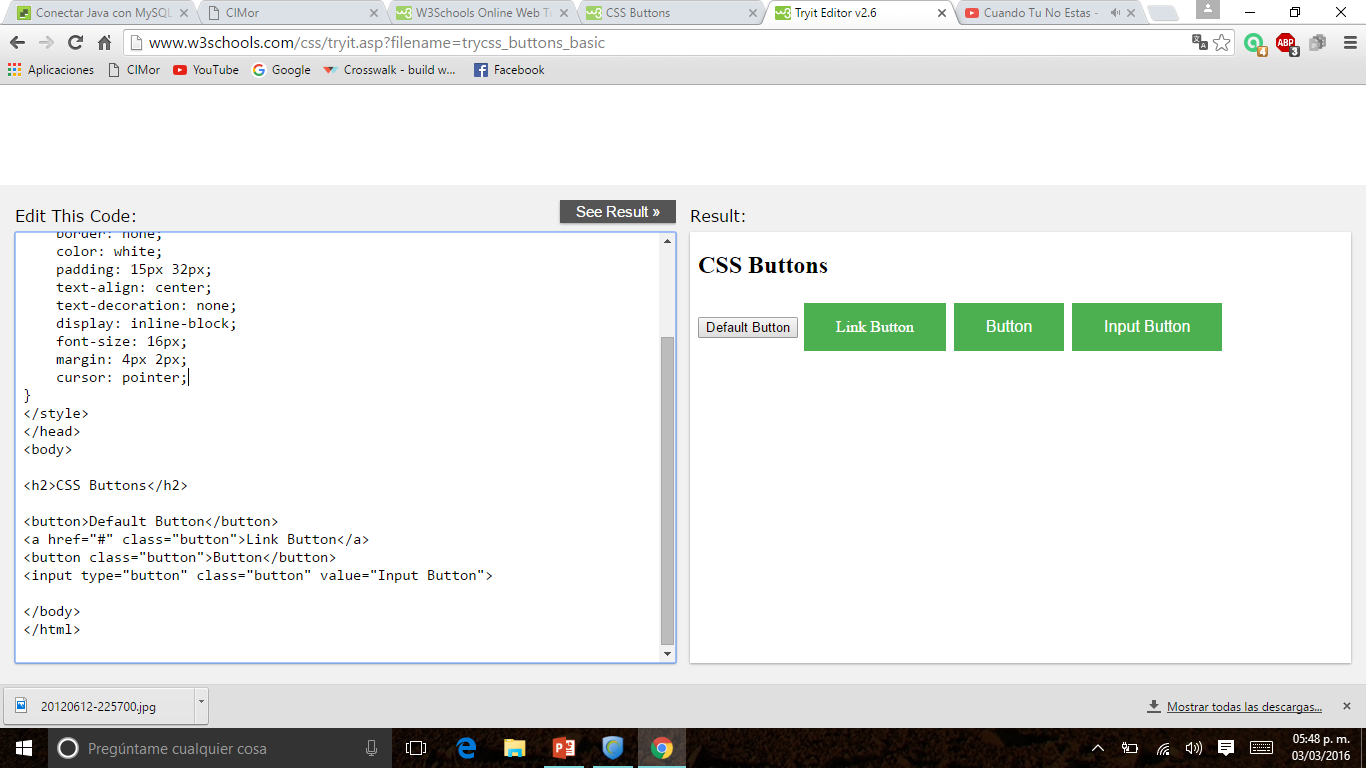 Conectar Java con MySQL
CIMor
W3Schools Online Web T
CSS Buttons
Tryit Editor v2.6
Cuando Tu No Estas -
www.w3schools.com/css/tryit.asp?filename=trycss_buttons_basic
4
ABP
3
Aplicaciones
CIMor
YouTube
Google
Crosswalk - build w...
Facebook
Edit This Code:
See Result »
Result:
border: none;
color: white;
padding: 15px 32px;
text-align: center;
text-decoration: none;
display: inline-block;
font-size: 16px;
margin: 4px 2px;
cursor: pointer;
}
</style>
</head>
<body>
<h2>CSS Buttons</h2>
<button>Default Button</button>
<a href="#" class="button">Link Button</a>
<button class="button">Button</button>
<input type="button" class="button" value="Input Button">
</body>
</html>
CSS Buttons
Default Button
Link Button
Button
Input Button
20120612-225700.jpg
Mostrar todas las descargas...
Pregúntame cualquier cosa
05:48 p. m.
03/03/2016